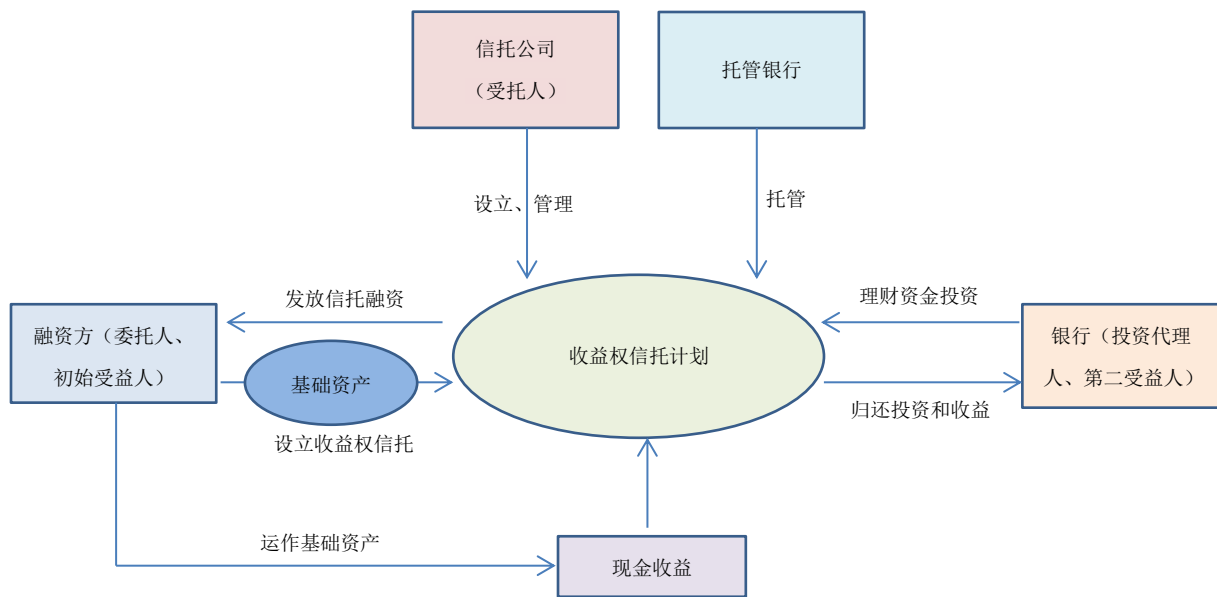 信托公司
（受托人）
托管银行
设立、管理
托管
发放信托融资
理财资金投资
融资方（委托人、
初始受益人）
基础资产
收益权信托计划
银行（投资代理
人、第二受益人）
设立收益权信托
归还投资和收益
运作基础资产
现金收益